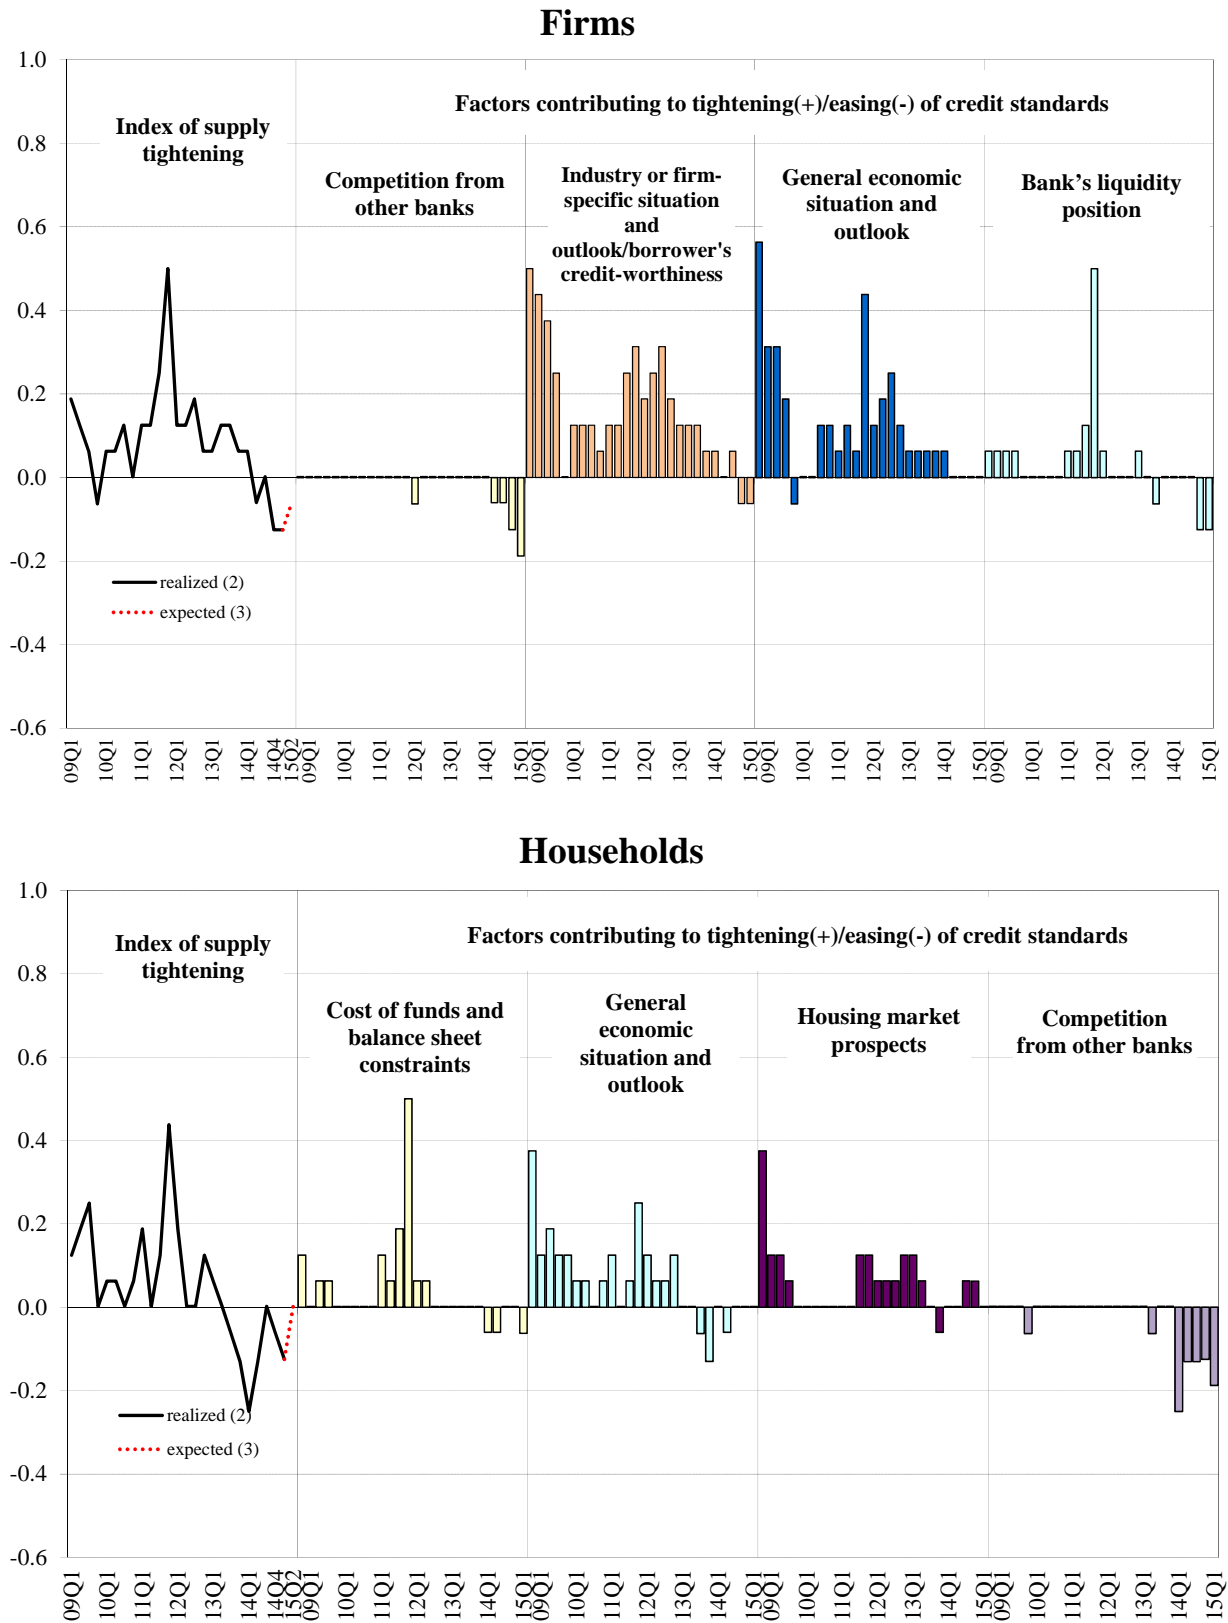 Firms
1.0
0.8
0.6
0.4
0.2
0.0
-0.2
-0.4
-0.6
Factors contributing to tightening(+)/easing(-) of credit standards
Index of supply
tightening
Competition from
other banks
Industry or firm-
specific situation
and
outlook/borrower's
credit-worthiness
General economic
situation and
outlook
Bank's liquidity
position
realized (2)
expected (3)
09Q1
10Q1
11Q1
12Q1
13Q1
14Q1
14Q4
15Q2
09Q1
10Q1
11Q1
12Q1
13Q1
14Q1
15Q1
09Q1
10Q1
11Q1
12Q1
13Q1
14Q1
15Q1
09Q1
10Q1
11Q1
12Q1
13Q1
14Q1
15Q1
09Q1
10Q1
11Q1
12Q1
13Q1
14Q1
15Q1
Households
1.0
0.8
0.6
0.4
0.2
0.0
-0.2
-0.4
-0.6
Index of supply
tightening
Factors contributing to tightening(+)/easing(-) of credit standards
Cost of funds and
balance sheet
constraints
General
economic
situation and
outlook
Housing market
prospects
Competition
from other banks
realized (2)
expected (3)
09Q1
10Q1
11Q1
12Q1
13Q1
14Q1
14Q4
15Q2
09Q1
10Q1
11Q1
12Q1
13Q1
14Q1
15Q1
09Q1
10Q1
11Q1
12Q1
13Q1
14Q1
15Q1
09Q1
10Q1
11Q1
12Q1
13Q1
14Q1
15Q1
09Q1
10Q1
11Q1
12Q1
13Q1
14Q1
15Q1